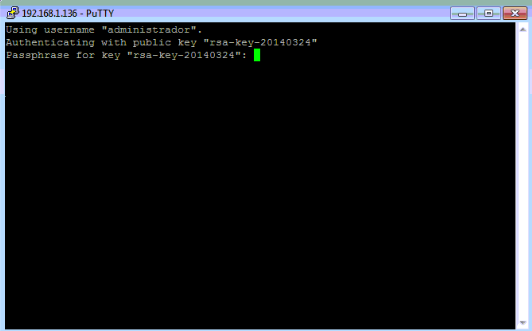 192.168.1.136 - PuTTY
Using username "administrador".
Authenticating with public key "rsa-key-20140324"
Passphrase for key "rsa-key-20140324":